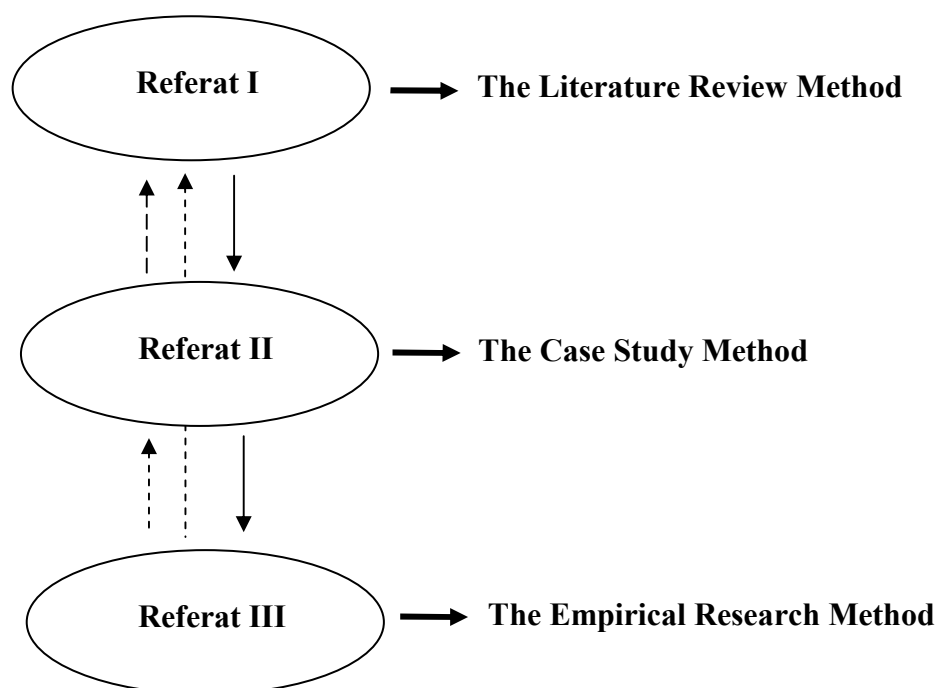 Referat I
The Literature Review Method
Referat II
The Case Study Method
Referat III
The Empirical Research Method